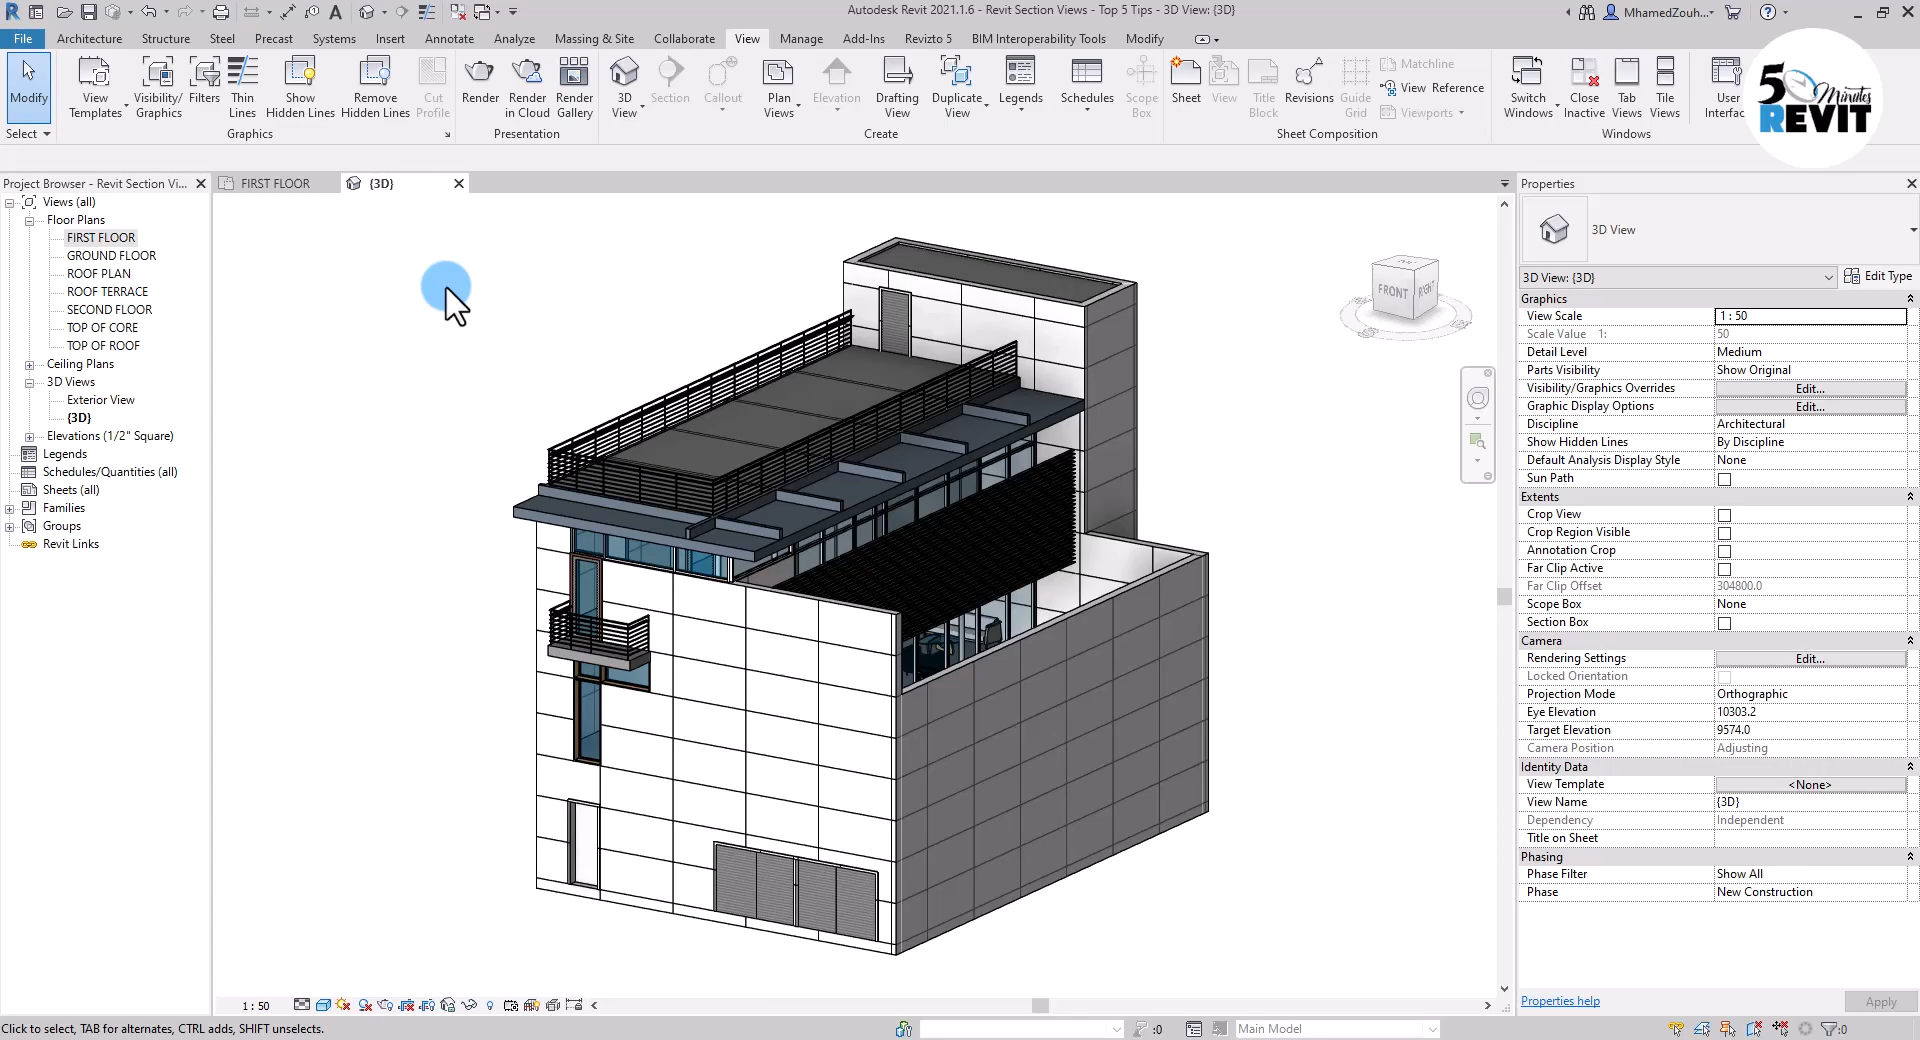 Autodesk Revit 2021.1.6 - Revit Section Views - Top 5 Tips - 3D View: {3D}
MhamedZouh...
File Architecture Structure Steel Precast Systems Insert Annotate Analyze Massing & Site Collaborate View Manage Add-Ins Revizto 5 BIM Interoperability Tools Modify
Modify
View Templates
Visibility/ Graphics
Filters
Thin Lines
Show Hidden Lines
Remove Hidden Lines
Cut Profile
Render
Render in Cloud
Render Gallery
3D View
Section
Callout
Plan Views
Elevation
Drafting View
Duplicate View
Legends
Schedules
Scope Box
Sheet
View
Title Block
Revisions
Guide Grid
Matchline
View Reference
Viewports
Switch Windows
Close Inactive
Tab Views
Tile Views
User Interfac
5 Minutes
REVIT
Select Graphics Presentation Create Sheet Composition Windows
Project Browser - Revit Section Vi...
FIRST FLOOR
{3D}
Properties
Views (all)
Floor Plans
FIRST FLOOR
GROUND FLOOR
ROOF PLAN
ROOF TERRACE
SECOND FLOOR
TOP OF CORE
TOP OF ROOF
Ceiling Plans
3D Views
Exterior View
{3D}
Elevations (1/2" Square)
Legends
Schedules/Quantities (all)
Sheets (all)
Families
Groups
Revit Links
FRONT
RIGHT
3D View
3D View: {3D} Edit Type
Graphics
View Scale 1 : 50
Scale Value 1: 50
Detail Level Medium
Parts Visibility Show Original
Visibility/Graphics Overrides Edit...
Graphic Display Options Edit...
Discipline Architectural
Show Hidden Lines By Discipline
Default Analysis Display Style None
Sun Path
Extents
Crop View
Crop Region Visible
Annotation Crop
Far Clip Active
Far Clip Offset 304800.0
Scope Box None
Section Box
Camera
Rendering Settings Edit...
Locked Orientation
Projection Mode Orthographic
Eye Elevation 10303.2
Target Elevation 9574.0
Camera Position Adjusting
Identity Data
View Template <None>
View Name {3D}
Dependency Independent
Title on Sheet
Phasing
Phase Filter Show All
Phase New Construction
Properties help Apply
1 : 50
Click to select, TAB for alternates, CTRL adds, SHIFT unselects.
:0
Main Model
:0